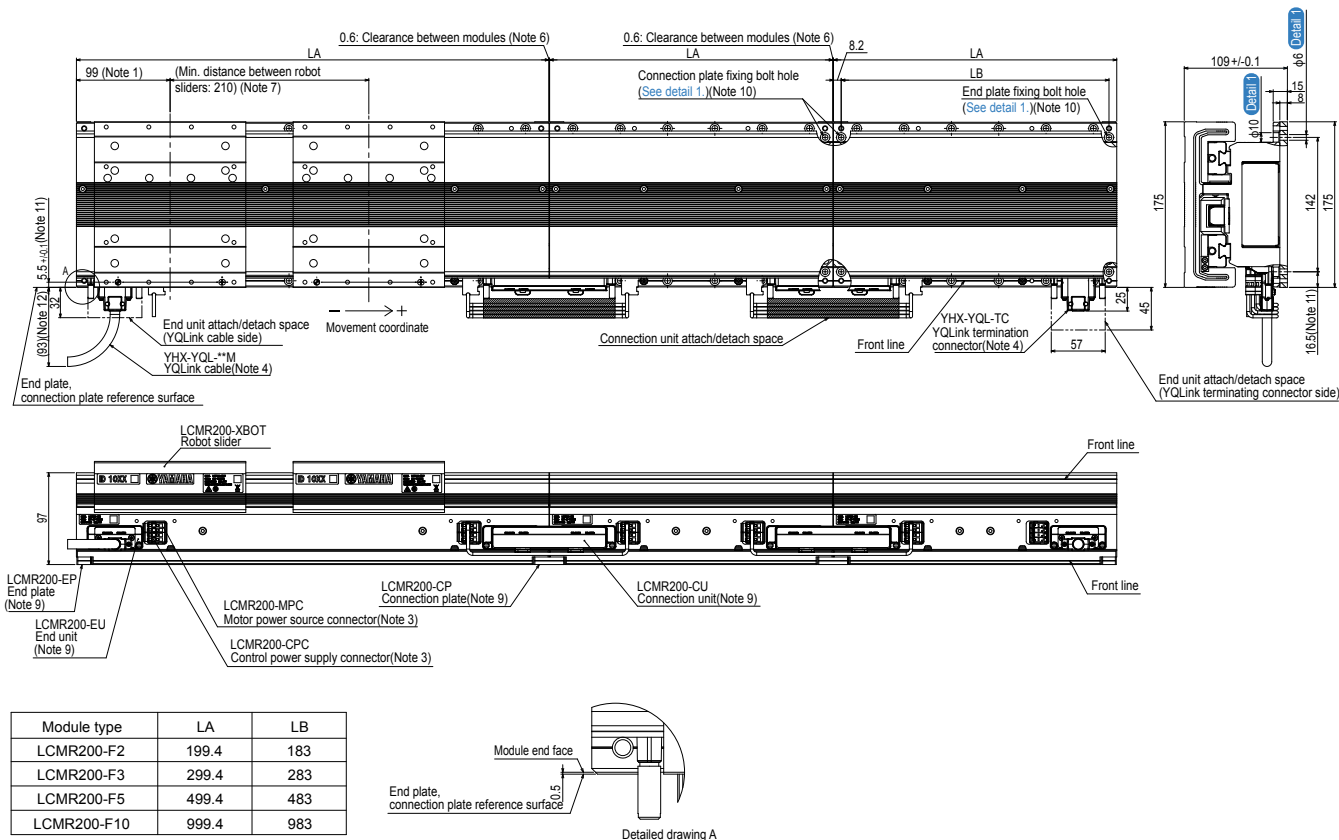 0.6: Clearance between modules (Note 6)
0.6: Clearance between modules (Note 6)
LA
LA
8.2
LA
99 (Note 1)
(Min. distance between robot
sliders: 210) (Note 7)
Connection plate fixing bolt hole
(See detail 1.)(Note 10)
LB
End plate fixing bolt hole
(See detail 1.)(Note 10)
109 +/-0.1
φ6
Detail 1
15
8
φ10
Detail 1
175
142
175
16.5(Note 11)
5.5 +/-0.1 (Note 11)
A
32
(93)(Note 12)
End unit attach/detach space
(YQLink cable side)
− +
Movement coordinate
YHX-YQL-**M
YQLink cable(Note 4)
End plate,
connection plate reference surface
Connection unit attach/detach space
Front line
YHX-YQL-TC
YQLink termination
connector(Note 4)
25
45
57
End unit attach/detach space
(YQLink terminating connector side)
LCMR200-XBOT
Robot slider
Front line
ID 10XX
YAMAHA
ID 10XX
YAMAHA
97
LCMR200-EP
End plate
(Note 9)
LCMR200-EU
End unit
(Note 9)
LCMR200-MPC
Motor power source connector(Note 3)
LCMR200-CPC
Control power supply connector(Note 3)
LCMR200-CP
Connection plate(Note 9)
LCMR200-CU
Connection unit(Note 9)
Front line
Module type LA LB
LCMR200-F2 199.4 183
LCMR200-F3 299.4 283
LCMR200-F5 499.4 483
LCMR200-F10 999.4 983
Module end face
End plate,
connection plate reference surface
0.5
Detailed drawing A